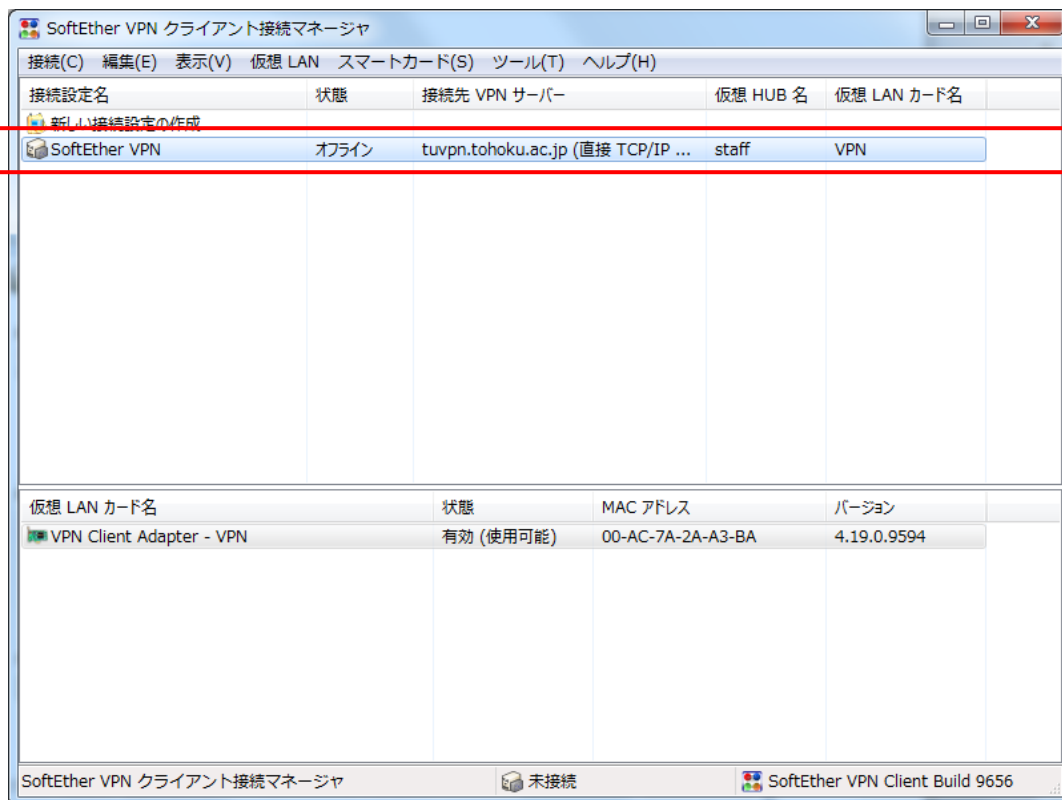 SoftEther VPN クライアント接続マネージャ
接続(C) 編集(E) 表示(V) 仮想 LAN スマートカード(S) ツール(T) ヘルプ(H)
接続設定名 状態 接続先 VPN サーバー 仮想 HUB 名 仮想 LAN カード名
新しい接続設定の作成
SoftEther VPN オフライン tuvpn.tohoku.ac.jp (直接 TCP/IP ... staff VPN
仮想 LAN カード名 状態 MAC アドレス バージョン
VPN Client Adapter - VPN 有効 (使用可能) 00-AC-7A-2A-A3-BA 4.19.0.9594
SoftEther VPN クライアント接続マネージャ 未接続 SoftEther VPN Client Build 9656